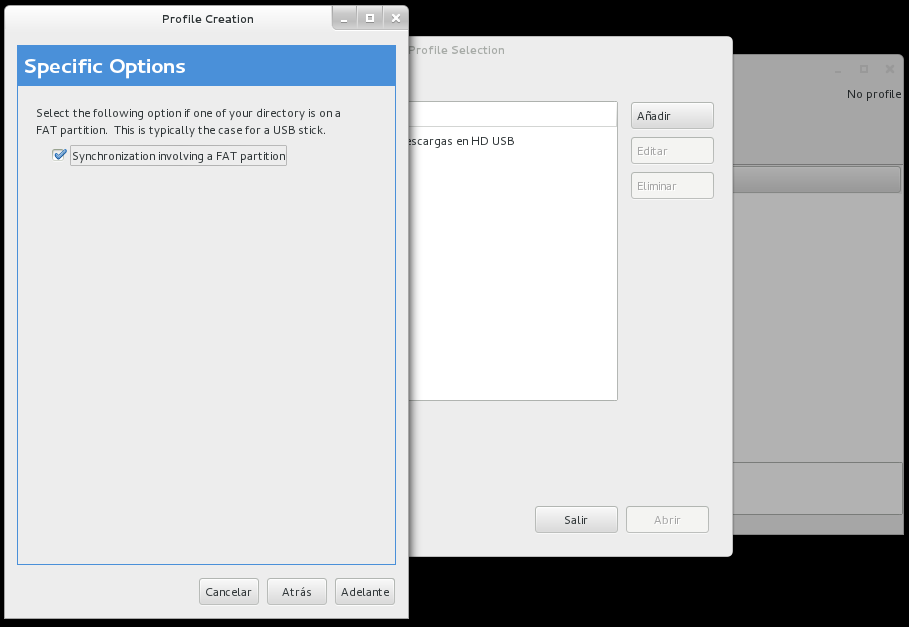 Profile Creation
Specific Options
Select the following option if one of your directory is on a
FAT partition.  This is typically the case for a USB stick.
Synchronization involving a FAT partition
Cancelar
Atrás
Adelante
Profile Selection
escargas en HD USB
Añadir
Editar
Eliminar
Salir
Abrir
No profile